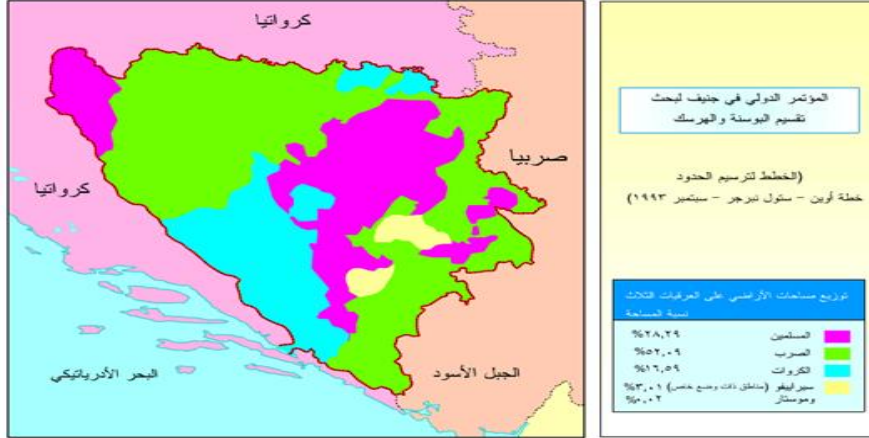 كرواتيا
صربيا
كرواتيا
البحر الأدرياتيكي
الجبل الأسود
المؤتمر الدولي في جنيف لبحث
تقسيم البوسنة والهرسك
(الخطط لترسيم الحدود
خطة أوين - ستول نبرجر - سبتمبر ١٩٩٣)
توزيع مساحات الأراضي على العرقيات الثلاث
نسبة المساحة
المسلمين ٢٨,٢٩%
الصرب ٥٢,٠٩%
الكروات ١٦,٥٩%
سيراييفو (مناطق ذات وضع خاص) ٣,٠١%
وموستار ٠,٠٢%